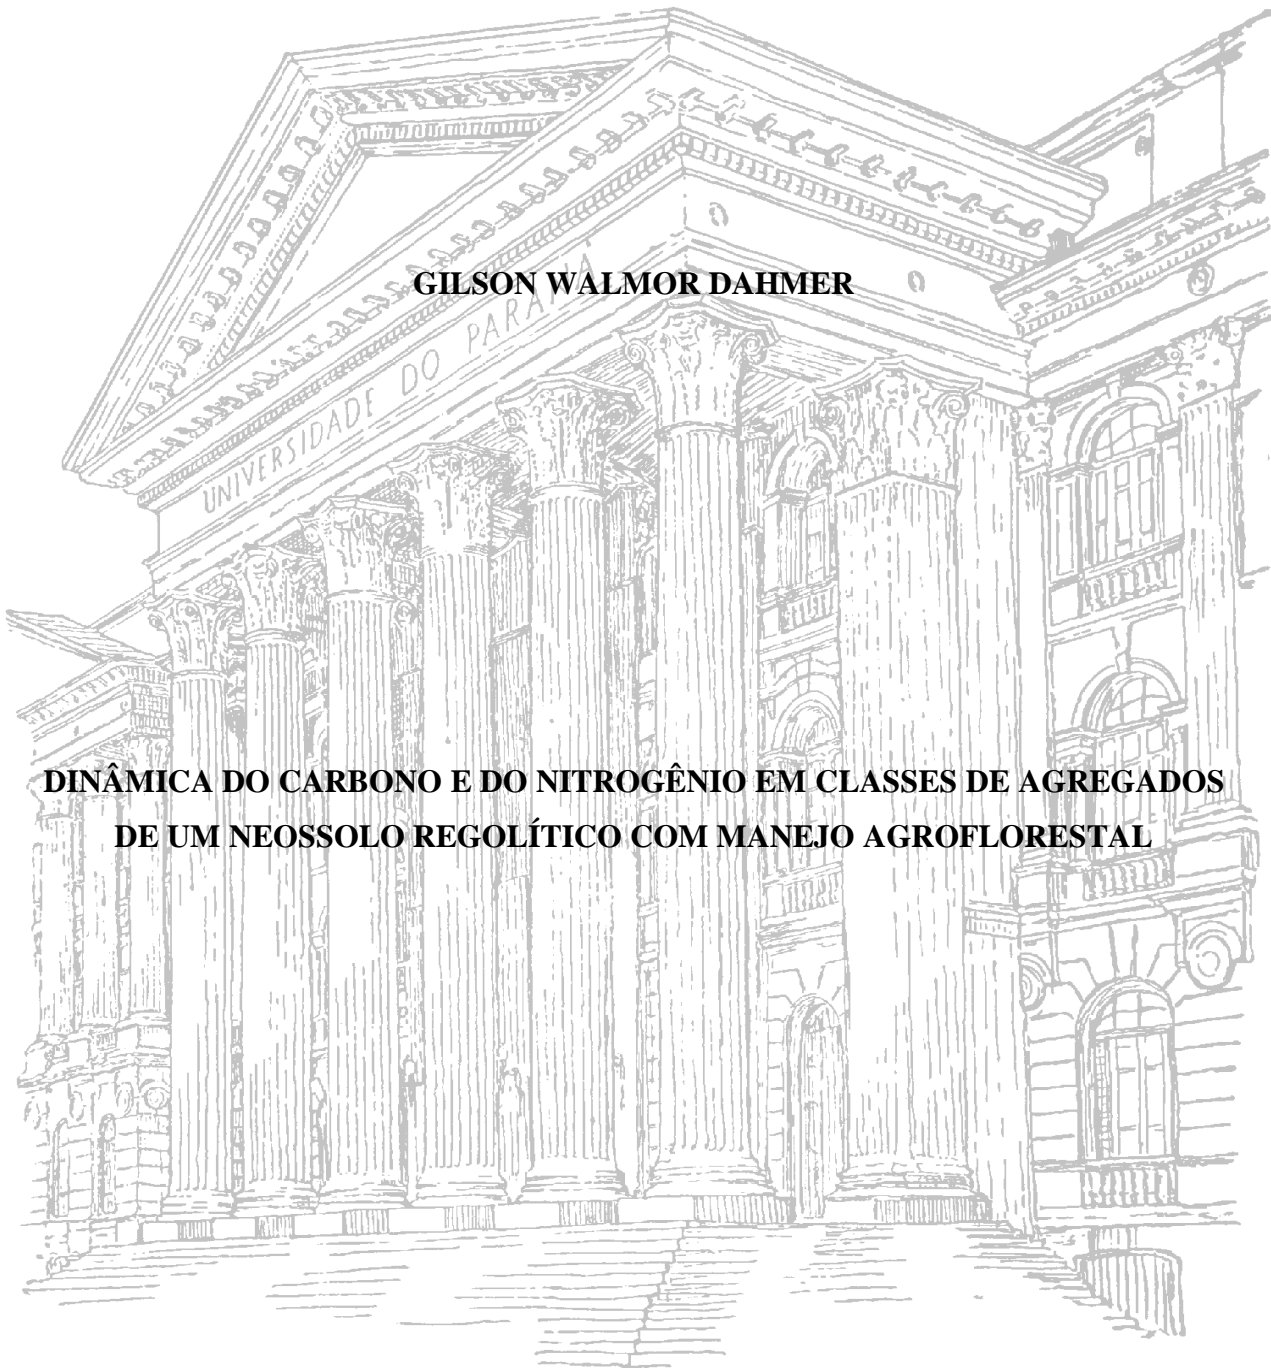 GILSON WALMOR DAHMER
UNIVERSIDADE DO PARANÁ
DINÂMICA DO CARBONO E DO NITROGÊNIO EM CLASSES DE AGREGADOS
DE UM NEOSSOLO REGOLÍTICO COM MANEJO AGROFLORESTAL